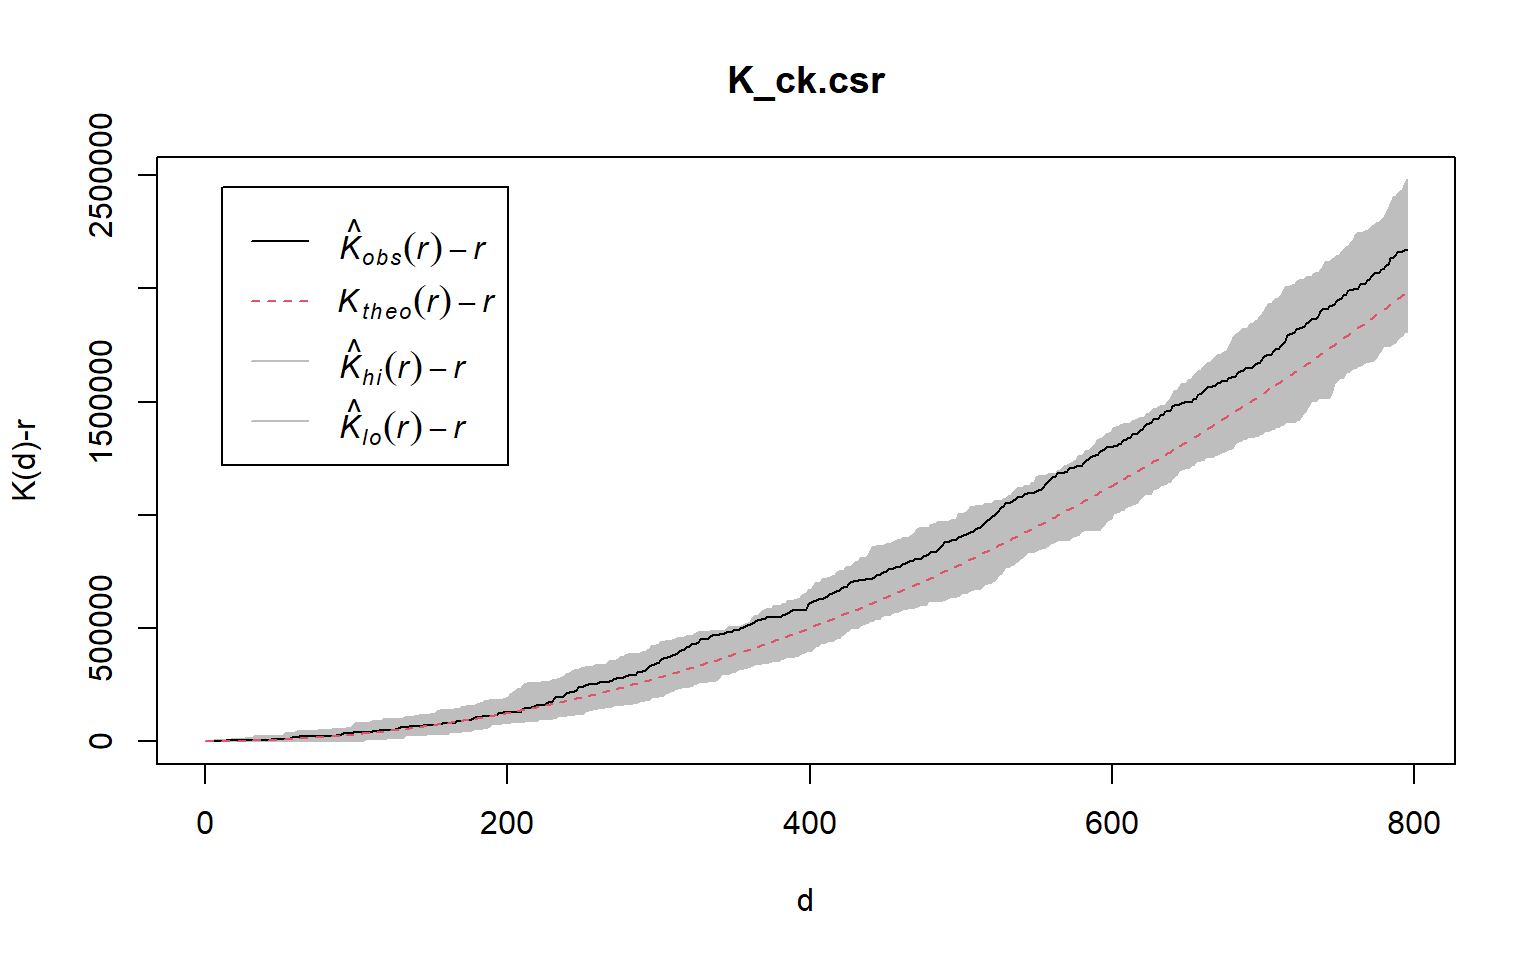 K_ck.csr
K̂obs(r) − r
Ktheo(r) − r
K̂hi(r) − r
K̂lo(r) − r
K(d)-r
0
500000
1500000
2500000
0
200
400
600
800
d